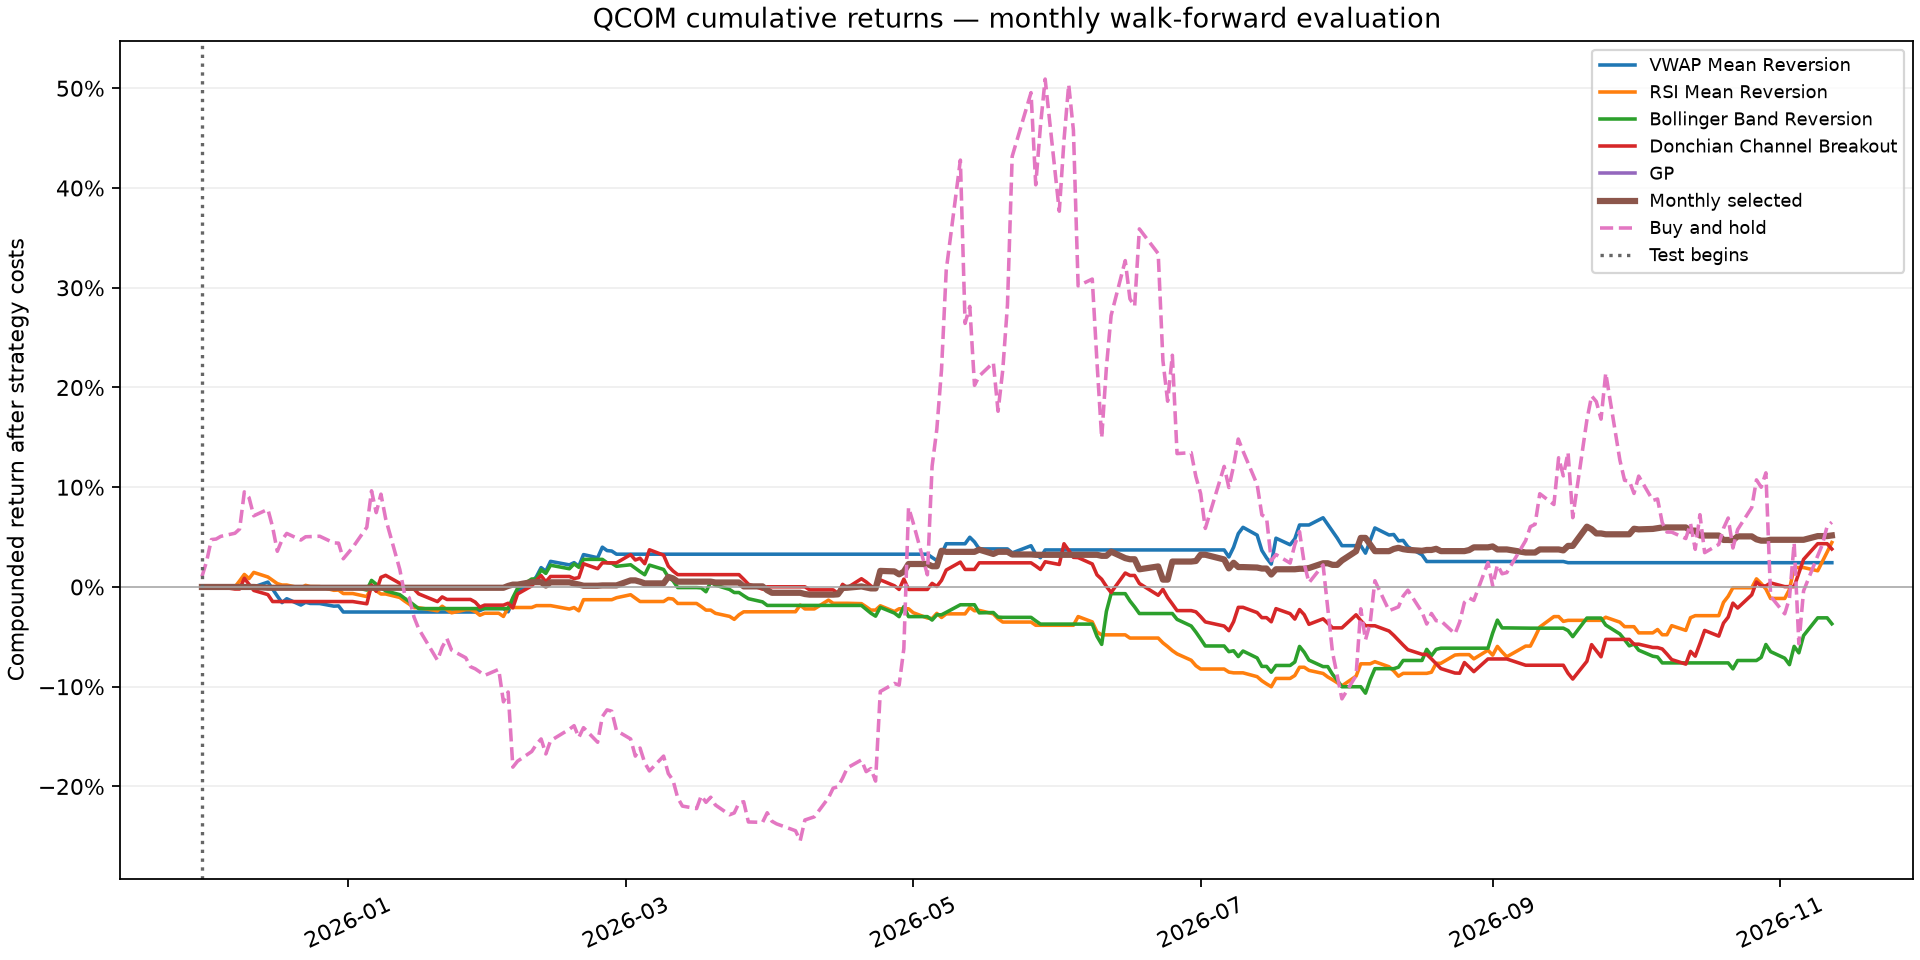 QCOM cumulative returns — monthly walk-forward evaluation
Compounded return after strategy costs
50%
40%
30%
20%
10%
0%
−10%
−20%
VWAP Mean Reversion
RSI Mean Reversion
Bollinger Band Reversion
Donchian Channel Breakout
GP
Monthly selected
Buy and hold
Test begins
2026-01
2026-03
2026-05
2026-07
2026-09
2026-11